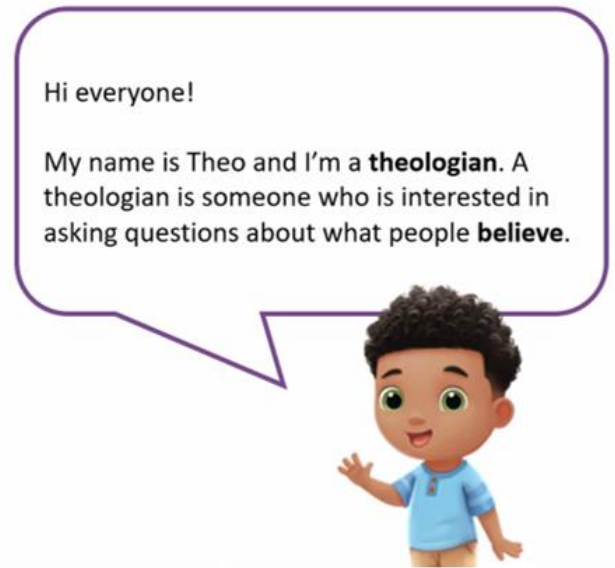 Hi everyone!
My name is Theo and I’m a theologian. A
theologian is someone who is interested in
asking questions about what people believe.